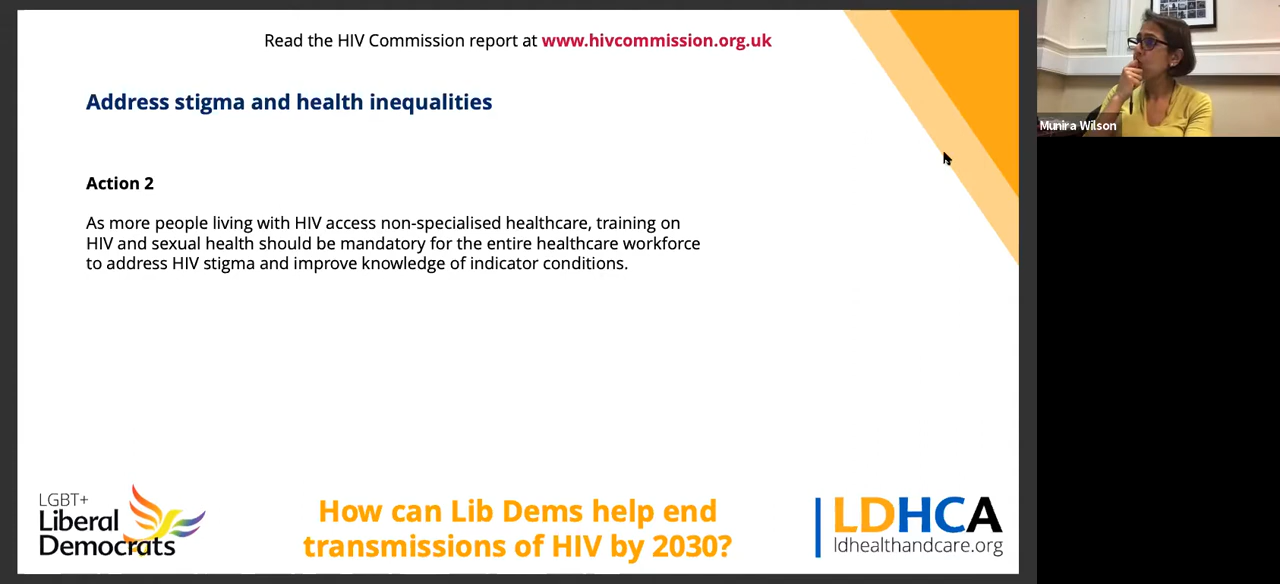 Read the HIV Commission report at www.hivcommission.org.uk
Address stigma and health inequalities
Action 2
As more people living with HIV access non-specialised healthcare, training on
HIV and sexual health should be mandatory for the entire healthcare workforce
to address HIV stigma and improve knowledge of indicator conditions.
LGBT+
Liberal
Democrats
How can Lib Dems help end
transmissions of HIV by 2030?
LDHCA
ldhealthandcare.org
Munira Wilson